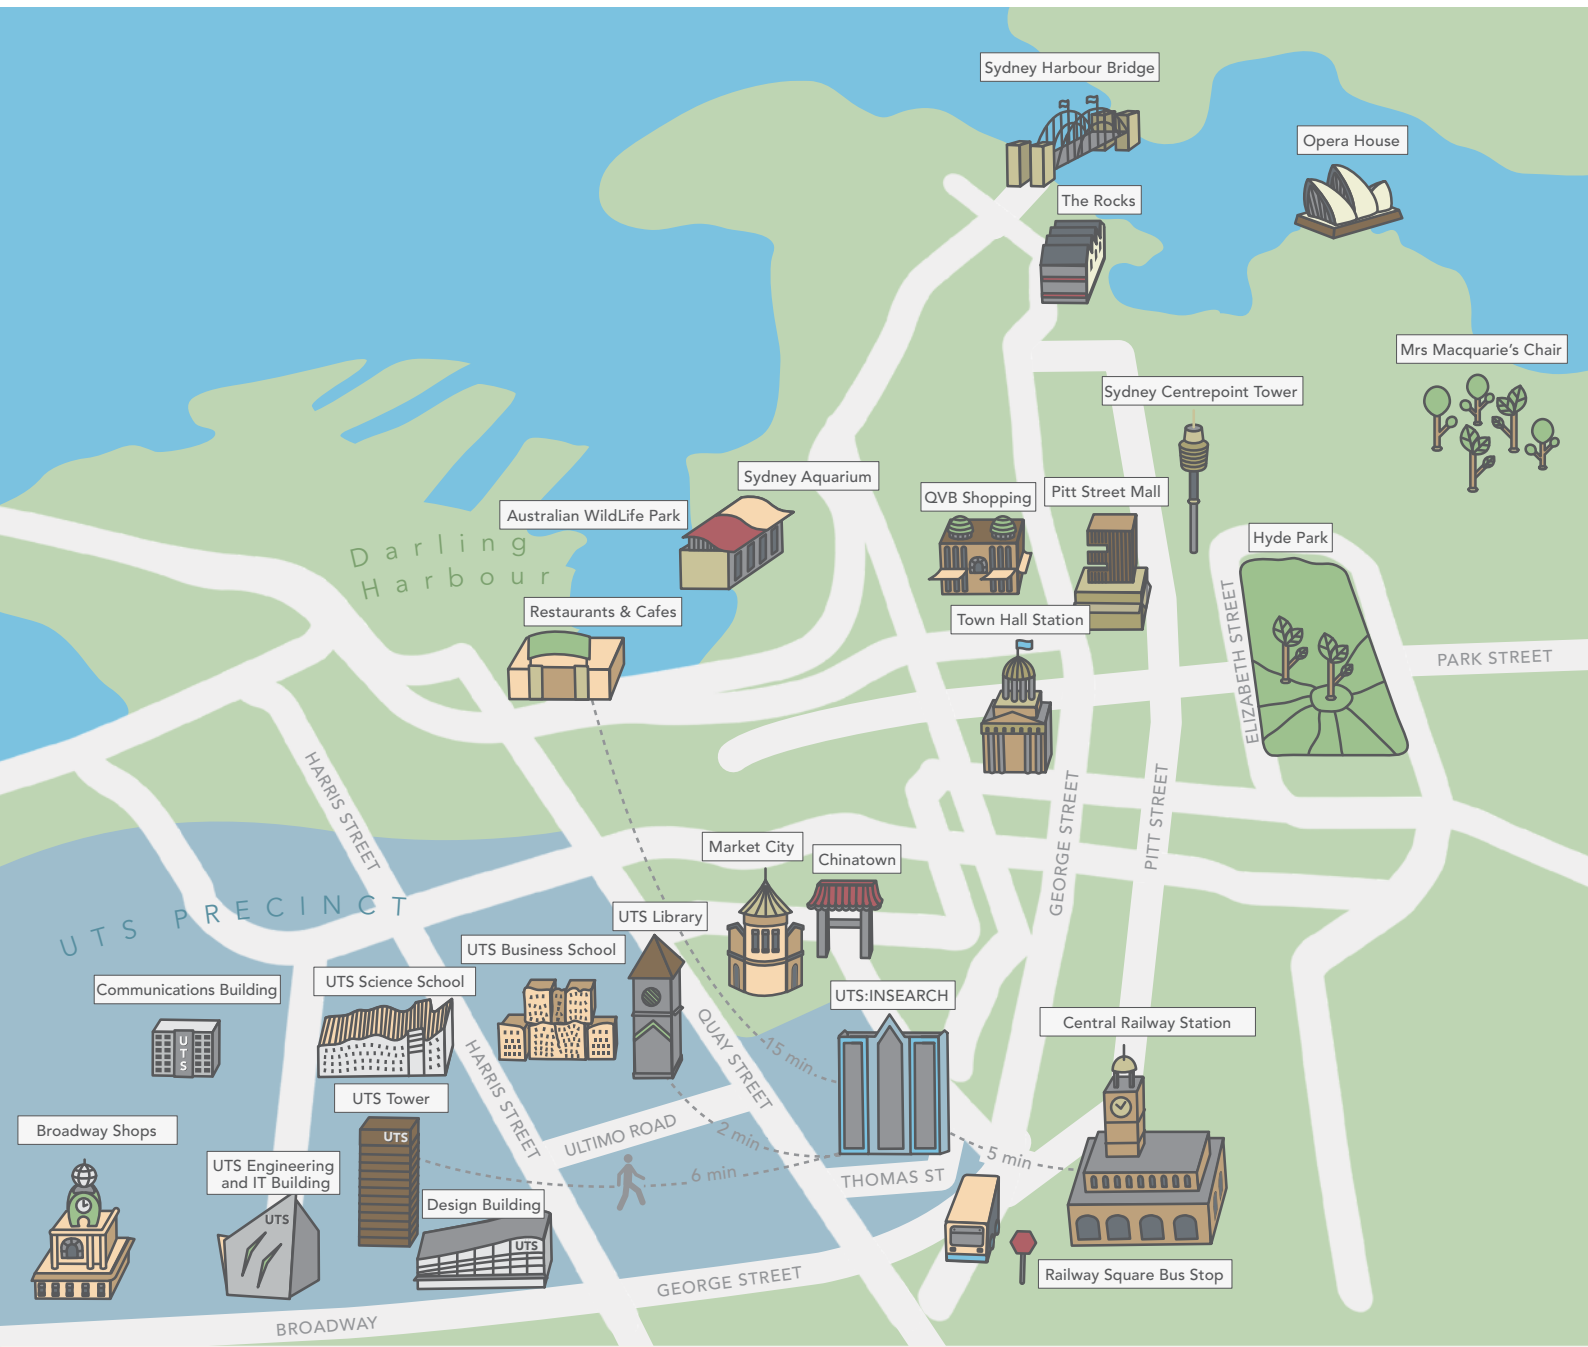 Sydney Harbour Bridge
Opera House
The Rocks
Mrs Macquarie's Chair
Sydney Centrepoint Tower
Sydney Aquarium
QVB Shopping
Pitt Street Mall
Australian WildLife Park
Hyde Park
Darling
Harbour
Restaurants & Cafes
Town Hall Station
ELIZABETH STREET
PARK STREET
HARRIS STREET
GEORGE STREET
PITT STREET
Market City
Chinatown
UTS PRECINCT
UTS Library
UTS Business School
UTS Science School
Communications Building
UTS
UTS:INSEARCH
Central Railway Station
QUAY STREET
15 min
HARRIS STREET
UTS Tower
UTS
Broadway Shops
ULTIMO ROAD
2 min
5 min
UTS Engineering
and IT Building
UTS
6 min
THOMAS ST
Design Building
UTS
GEORGE STREET
Railway Square Bus Stop
BROADWAY